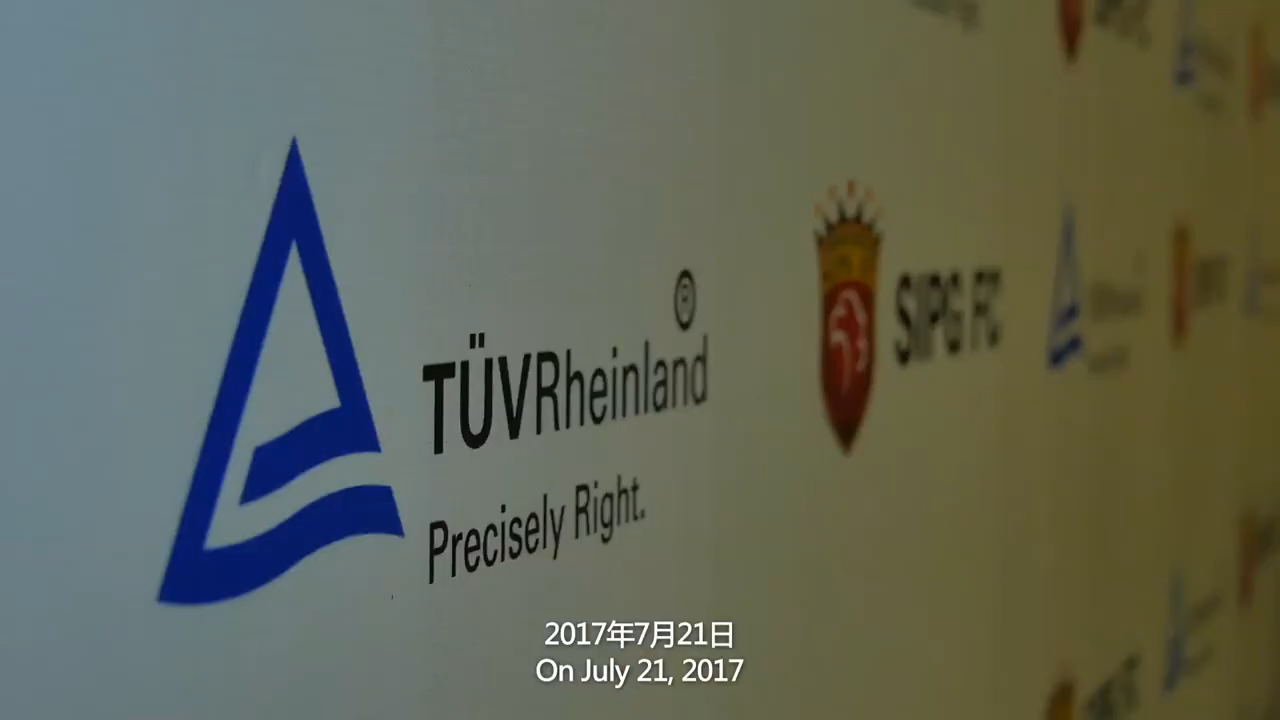 ®
TÜVRheinland
Precisely Right.
SIPG FC
2017年7月21日
On July 21, 2017